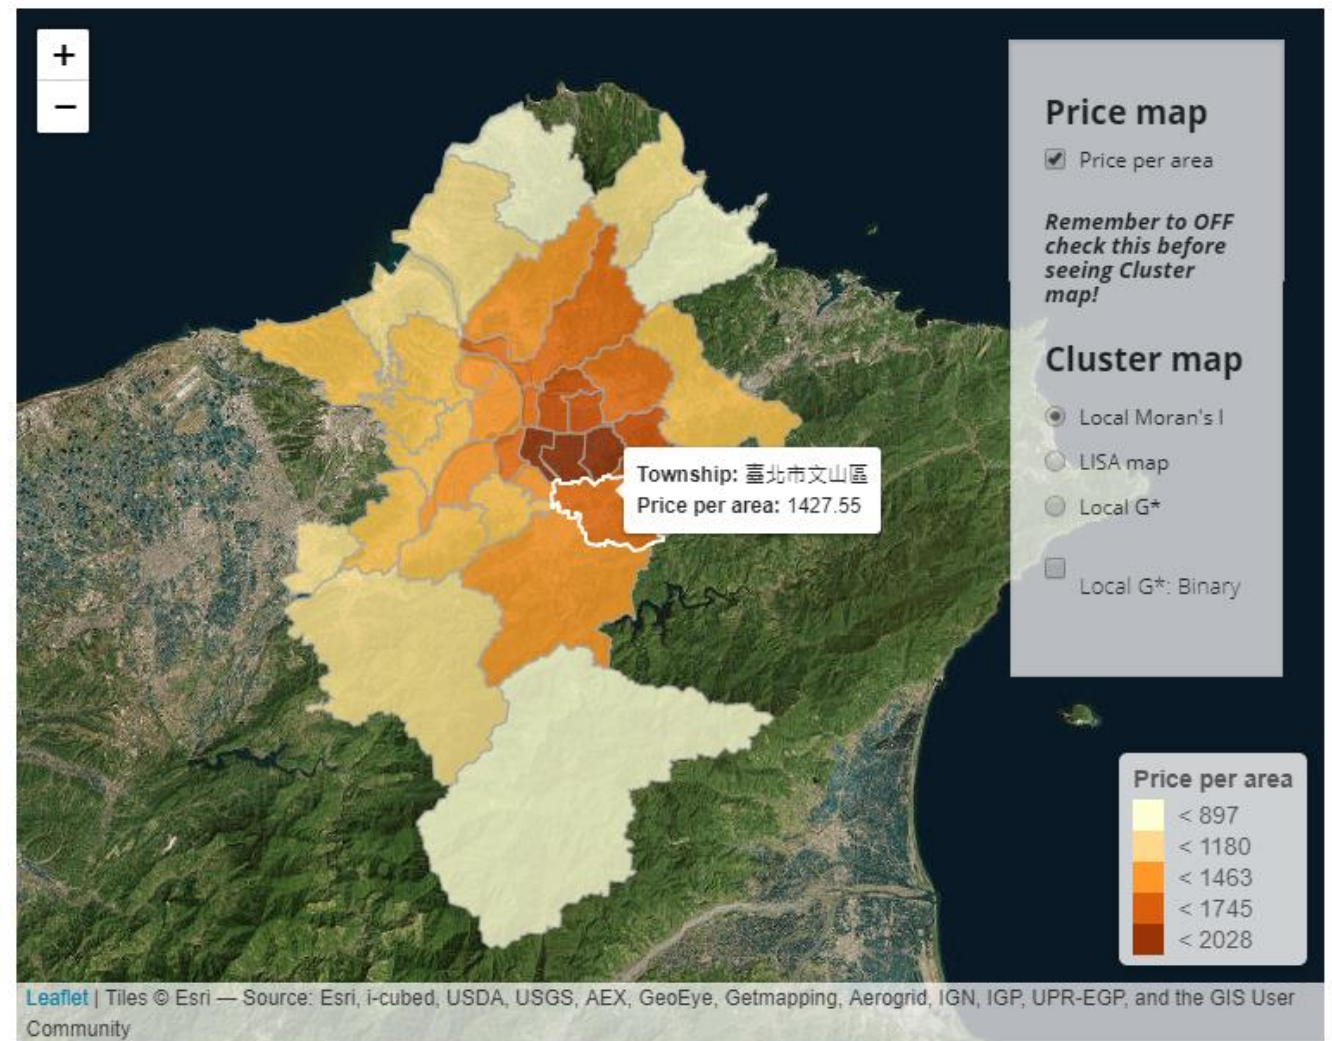 +
−
Price map
Price per area
Remember to OFF
check this before
seeing Cluster
map!
Cluster map
Local Moran's I
LISA map
Local G*
Local G*: Binary
Township: 臺北市文山區
Price per area: 1427.55
Price per area
< 897
< 1180
< 1463
< 1745
< 2028
Leaflet | Tiles © Esri — Source: Esri, i-cubed, USDA, USGS, AEX, GeoEye, Getmapping, Aerogrid, IGN, IGP, UPR-EGP, and the GIS User
Community